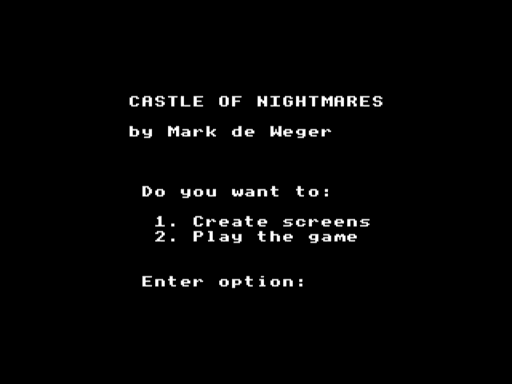 CASTLE OF NIGHTMARES
by Mark de Weger
Do you want to:
1. Create screens
2. Play the game
Enter option: